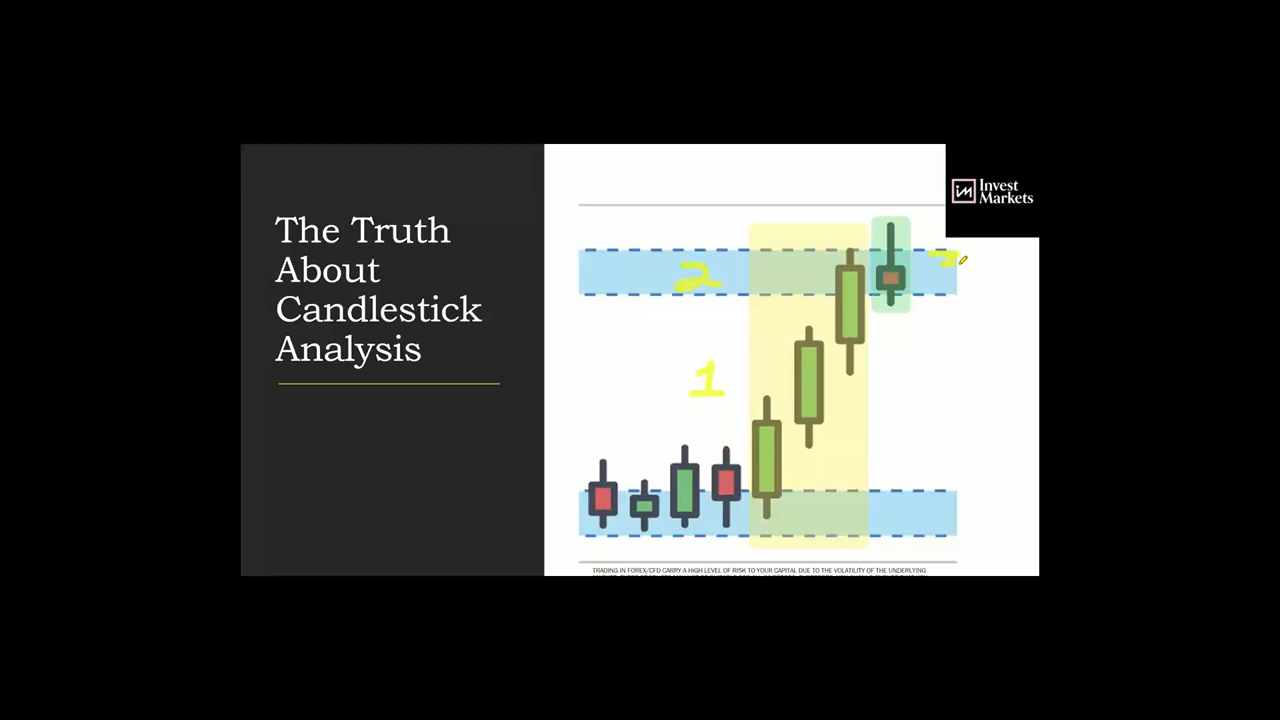 The Truth
About
Candlestick
Analysis
Invest
Markets
2
1
TRADING IN FOREX/CFD CARRY A HIGH LEVEL OF RISK TO YOUR CAPITAL DUE TO THE VOLATILITY OF THE UNDERLYING